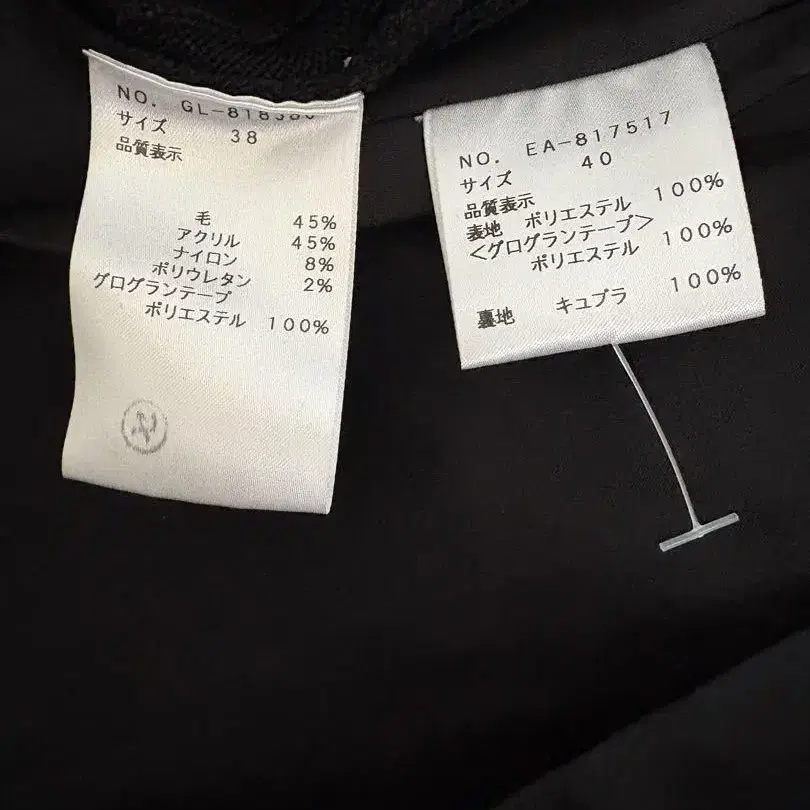 NO. GL-818380
サイズ 38
品質表示
毛 45%
アクリル 45%
ナイロン 8%
ポリウレタン 2%
グログランテープ
ポリエステル 100%
NO. EA-817517
サイズ 40
品質表示
表地 ポリエステル 100%
<グログランテープ>
ポリエステル 100%
裏地 キュプラ 100%